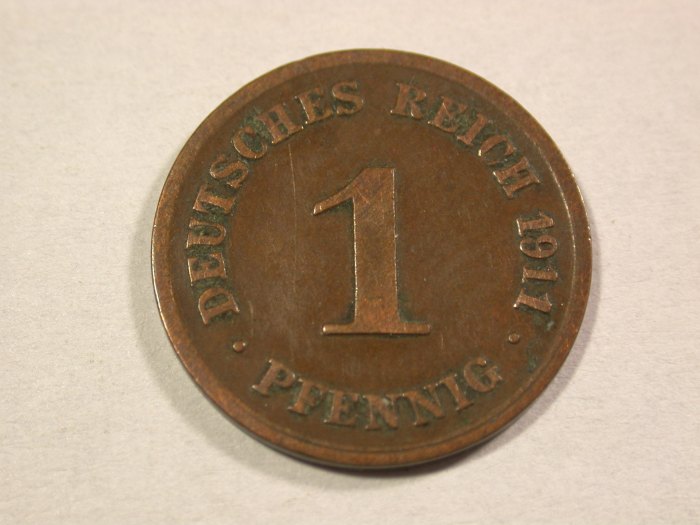 DEUTSCHES REICH 1911
1
PFENNIG